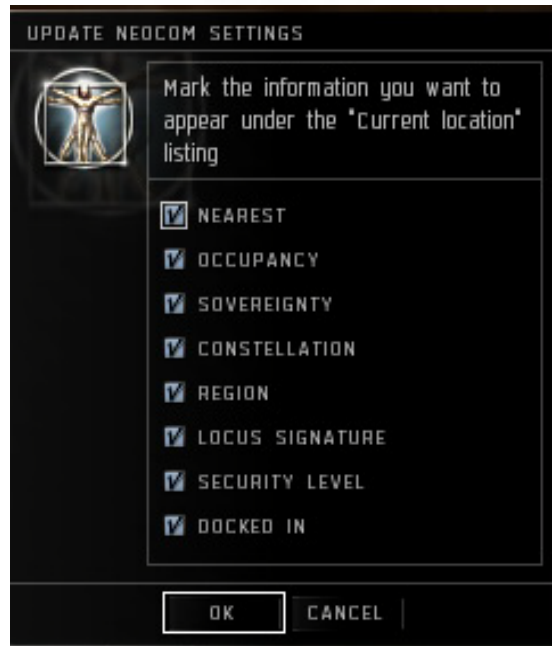 UPDATE NEOCOM SETTINGS
Mark the information you want to
appear under the "Current location"
listing
NEAREST
OCCUPANCY
SOVEREIGNTY
CONSTELLATION
REGION
LOCUS SIGNATURE
SECURITY LEVEL
DOCKED IN
OK CANCEL